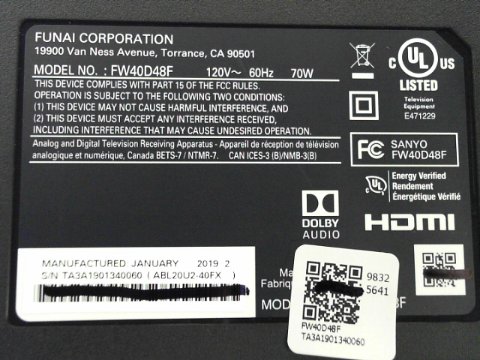 FUNAI CORPORATION
19900 Van Ness Avenue, Torrance, CA 90501
MODEL NO. : FW40D48F 120V~ 60Hz 70W
THIS DEVICE COMPLIES WITH PART 15 OF THE FCC RULES.
OPERATION IS SUBJECT TO THE FOLLOWING TWO CONDITIONS:
(1) THIS DEVICE MAY NOT CAUSE HARMFUL INTERFERENCE, AND
(2) THIS DEVICE MUST ACCEPT ANY INTERFERENCE RECEIVED,
INCLUDING INTERFERENCE THAT MAY CAUSE UNDESIRED OPERATION.
Analog and Digital Television Receiving Apparatus - Appareil de réception de télévision
analogique et numérique, Canada BETS-7 / NTMR-7. CAN ICES-3 (B)/NMB-3(B)
C UL US
LISTED
Television
Equipment
E471229
FC SANYO
FW40D48F
UL Energy Verified
Rendement
Énergétique Vérifié
DOLBY
AUDIO
HDMI
MANUFACTURED JANUARY 2019 2
S/N TA3A1901340060 ( ABL20U2-40FX )
Fabriqu
MOD
8F
9832
5641
FW40D48F
TA3A1901340060